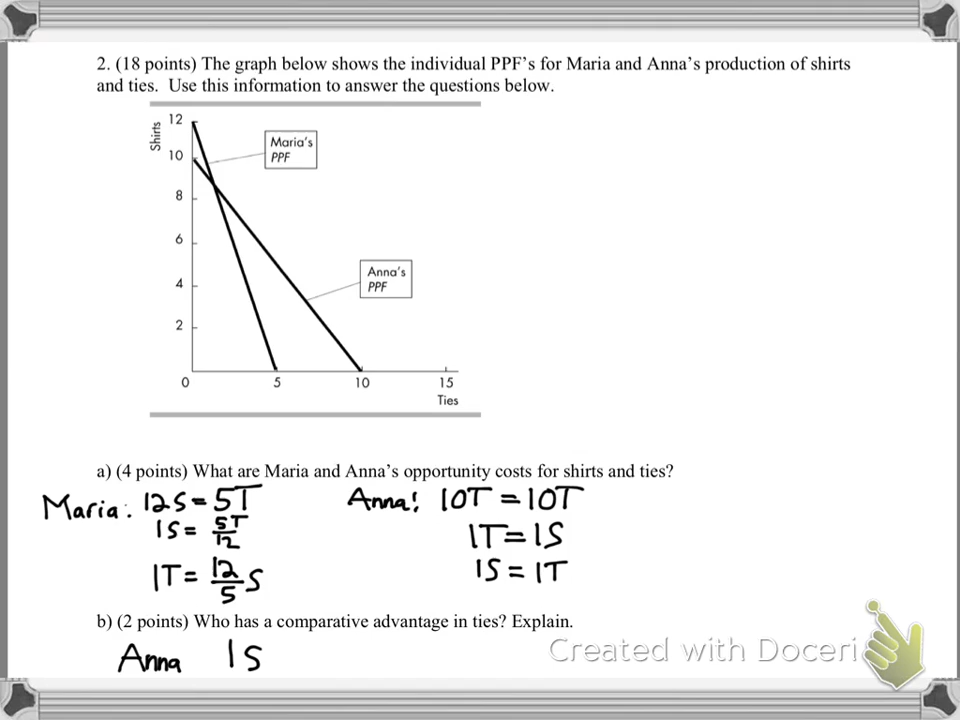 2. (18 points) The graph below shows the individual PPF's for Maria and Anna's production of shirts
and ties. Use this information to answer the questions below.
Shirts
12
10
8
6
4
2
0
Maria's
PPF
Anna's
PPF
5
10
15
Ties
a) (4 points) What are Maria and Anna's opportunity costs for shirts and ties?
Maria: 12S = 5T
1S = 5T/12
1T = 12/5 S
Anna: 10T = 10T
1T = 1S
1S = 1T
b) (2 points) Who has a comparative advantage in ties? Explain.
Anna 1S
Created with Doceri